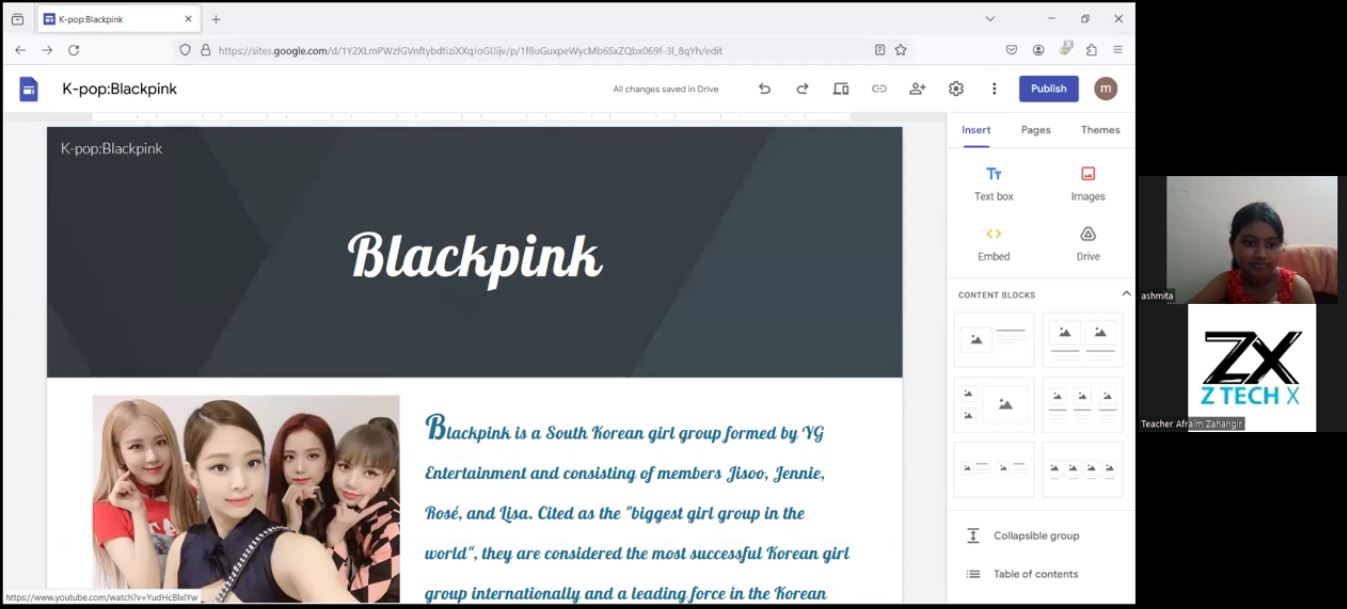 K-pop:Blackpink
https://sites.google.com/d/1Y2XLmPWzfGVnftybdtiziXXqJoGlJijv/p/1f8uGuxpeWycMb6SxZQbx069f-3l_8qYh/edit
K-pop:Blackpink
All changes saved in Drive
Publish
m
K-pop:Blackpink
Blackpink
Blackpink is a South Korean girl group formed by YG
Entertainment and consisting of members Jisoo, Jennie,
Rosé, and Lisa. Cited as the "biggest girl group in the
world", they are considered the most successful Korean girl
group internationally and a leading force in the Korean
https://www.youtube.com/watch?v=YudHcBIxlYw
Insert Pages Themes
Text box Images
Embed Drive
CONTENT BLOCKS
Collapsible group
Table of contents
ashmita
ZX
Z TECH X
Teacher Afraim Zahangir